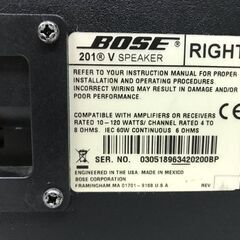 BOSE
RIGHT
201® V SPEAKER
REFER TO YOUR INSTRUCTION MANUAL FOR PROPER
INSTALLATION AND OPERATING PROCEDURES.
INCORRECT WIRING MAY RESULT IN DAMAGE AND/
OR POOR PERFORMANCE.
COMPATIBLE WITH AMPLIFIERS OR RECEIVERS
RATED 10 - 120 WATTS/ CHANNEL RATED 4 TO
8 OHMS. IEC 60W CONTINUOUS 6 OHMS
SER. NO. 030518963420200BP
ENGINEERED IN THE USA. MADE IN MEXICO
BOSE CORPORATION
FRAMINGHAM MA 01701 - 9168 U S A